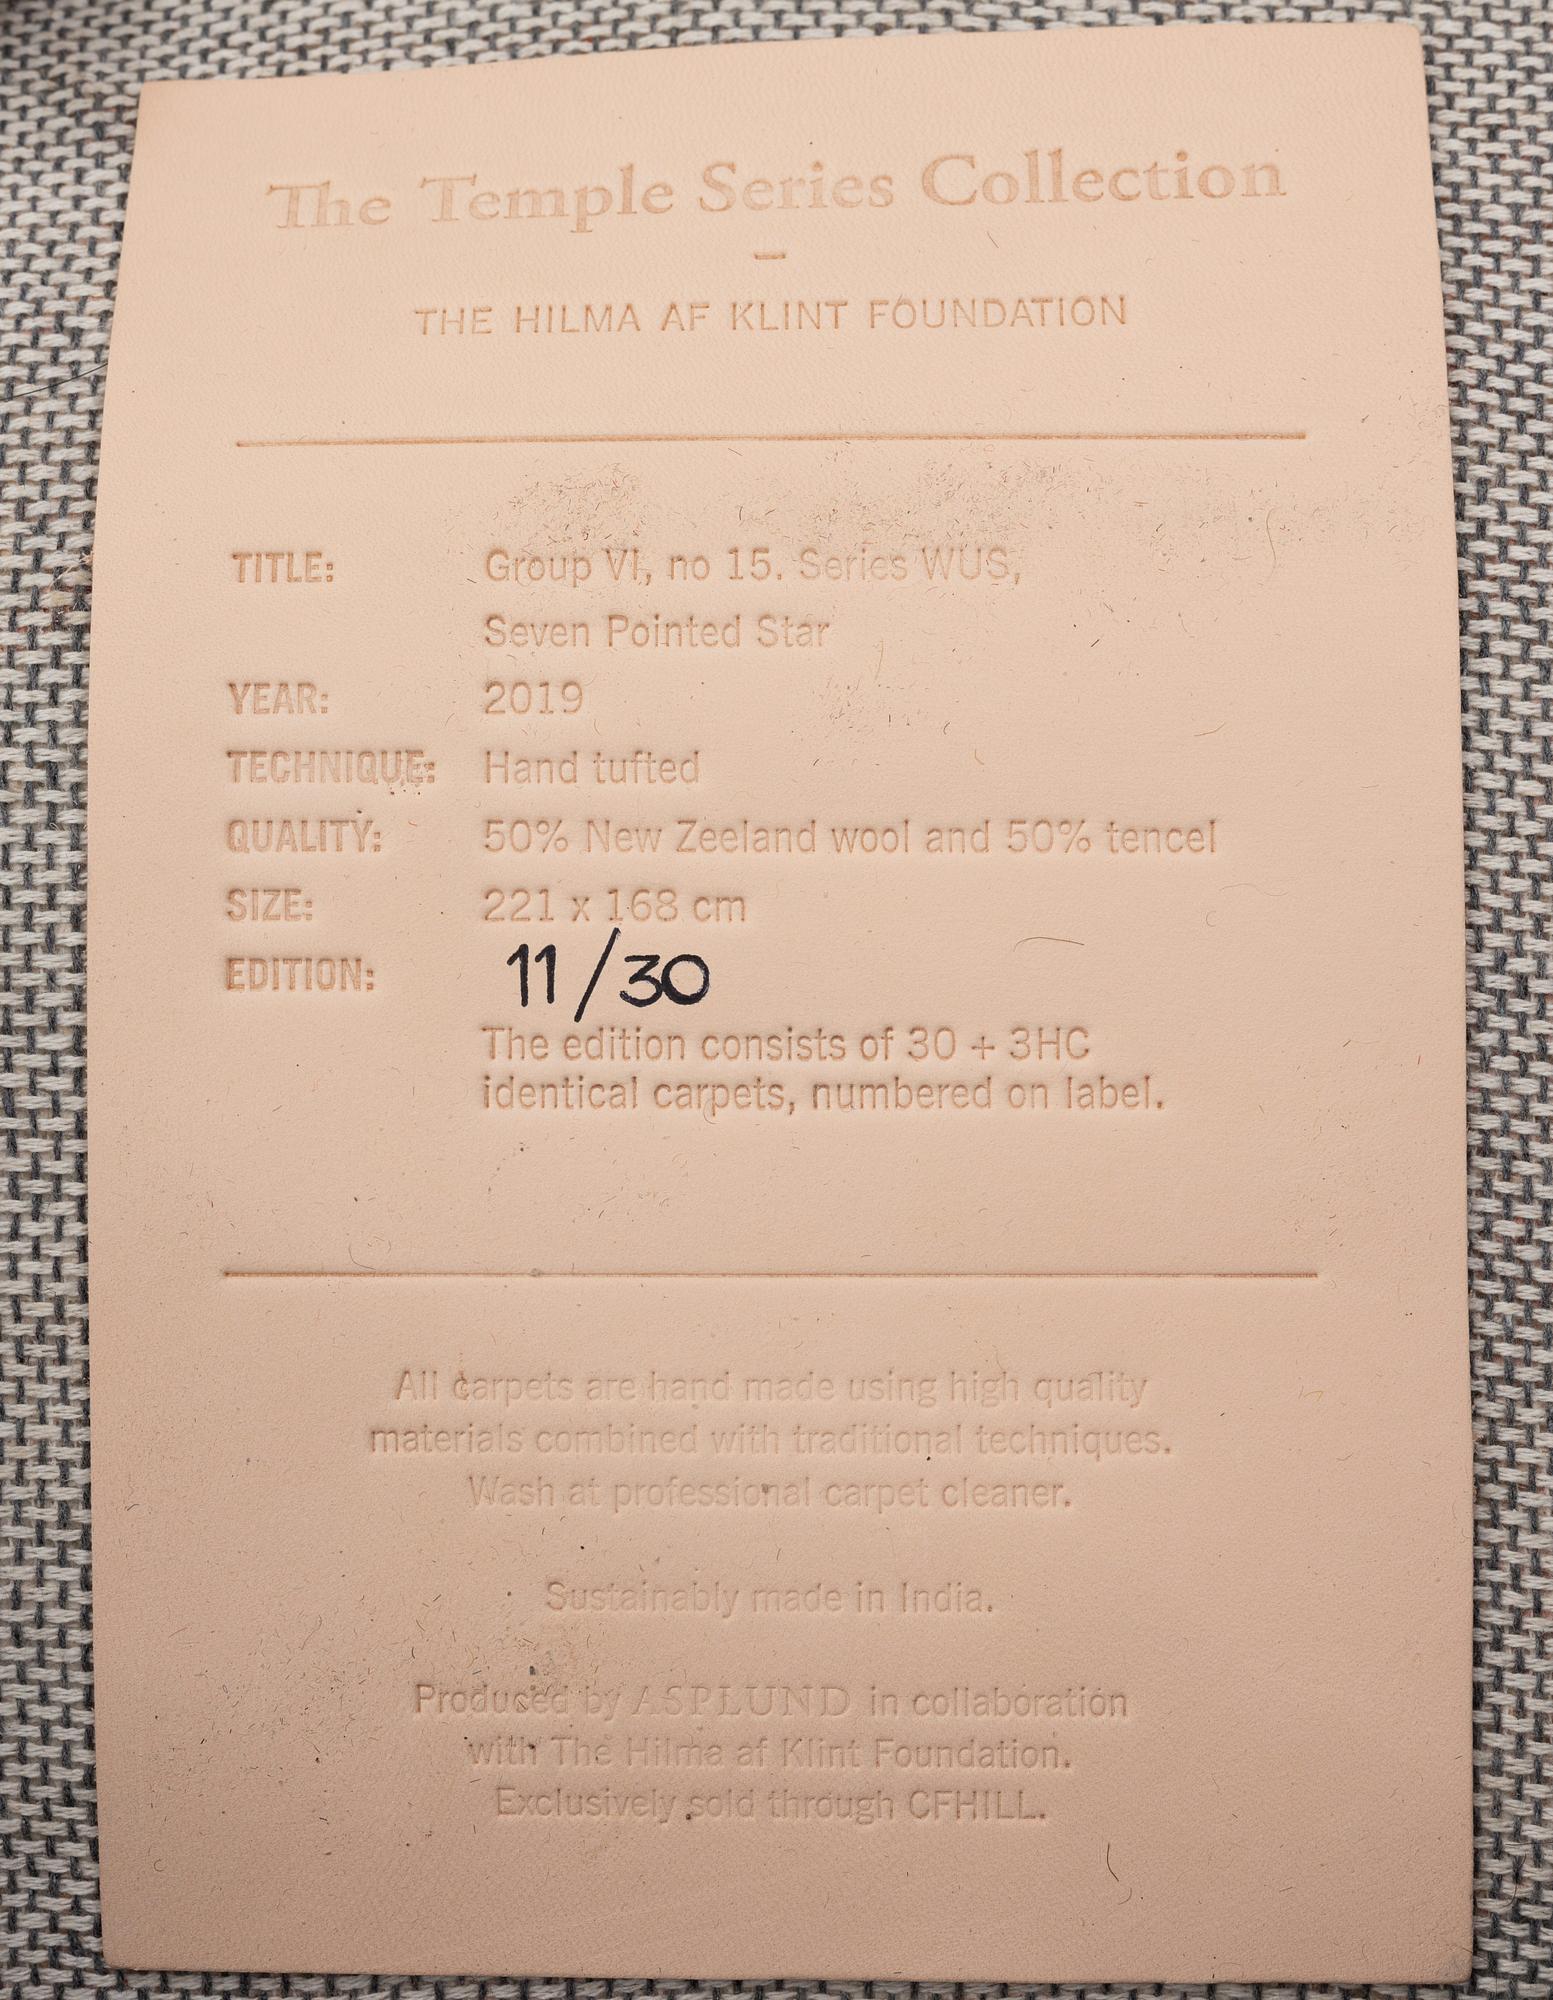 The Temple Series Collection
–
THE HILMA AF KLINT FOUNDATION
TITLE: Group VI, no 15. Series WUS,
Seven Pointed Star
YEAR: 2019
TECHNIQUE: Hand tufted
QUALITY: 50% New Zeeland wool and 50% tencel
SIZE: 221 x 168 cm
EDITION: 11/30
The edition consists of 30 + 3HC
identical carpets, numbered on label.
All carpets are hand made using high quality
materials combined with traditional techniques.
Wash at professional carpet cleaner.
Sustainably made in India.
Produced by ASPLUND in collaboration
with The Hilma af Klint Foundation.
Exclusively sold through CFHILL.